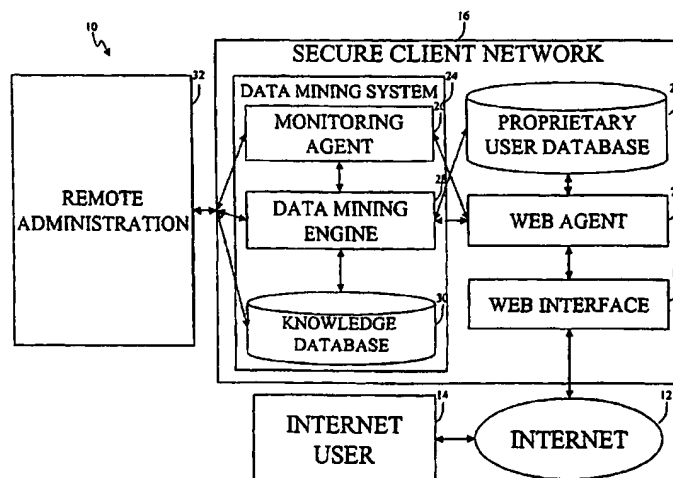 10
16
SECURE CLIENT NETWORK
32
REMOTE
ADMINISTRATION
DATA MINING SYSTEM
24
MONITORING
AGENT
DATA MINING
ENGINE
28
KNOWLEDGE
DATABASE
30
PROPRIETARY
USER DATABASE
WEB AGENT
WEB INTERFACE
INTERNET
USER
14
INTERNET
12